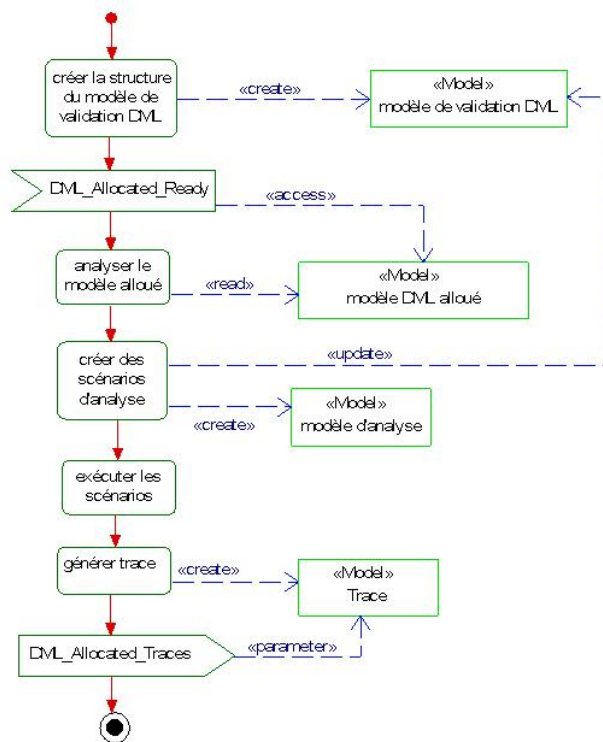 créer la structure
du modèle de
validation DML
«create»
«Model»
modèle de validation DML
DML_Allocated_Ready
«access»
analyser le
modèle alloué
«read»
«Model»
modèle DML alloué
créer des
scénarios
d'analyse
«update»
«create»
«Model»
modèle d'analyse
exécuter les
scénarios
générer trace
«create»
«Model»
Trace
DML_Allocated_Traces
«parameter»